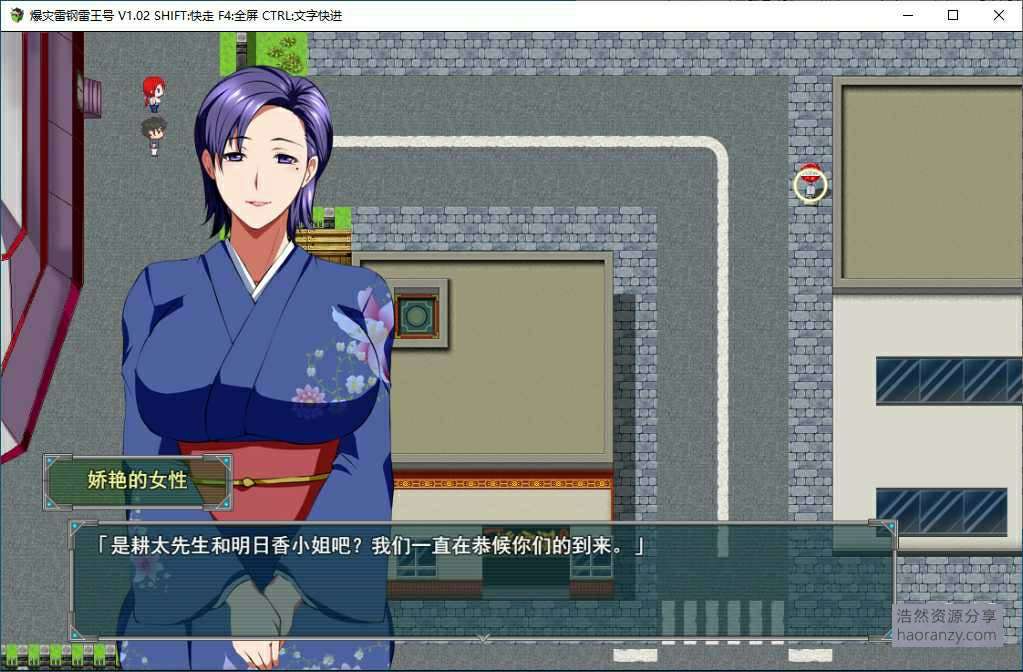 爆灾雷钢雷王号 V1.02 SHIFT:快走 F4:全屏 CTRL:文字快进
娇艳的女性
「是耕太先生和明日香小姐吧？我们一直在恭候你们的到来。」
浩然资源分享
haoranzy.com